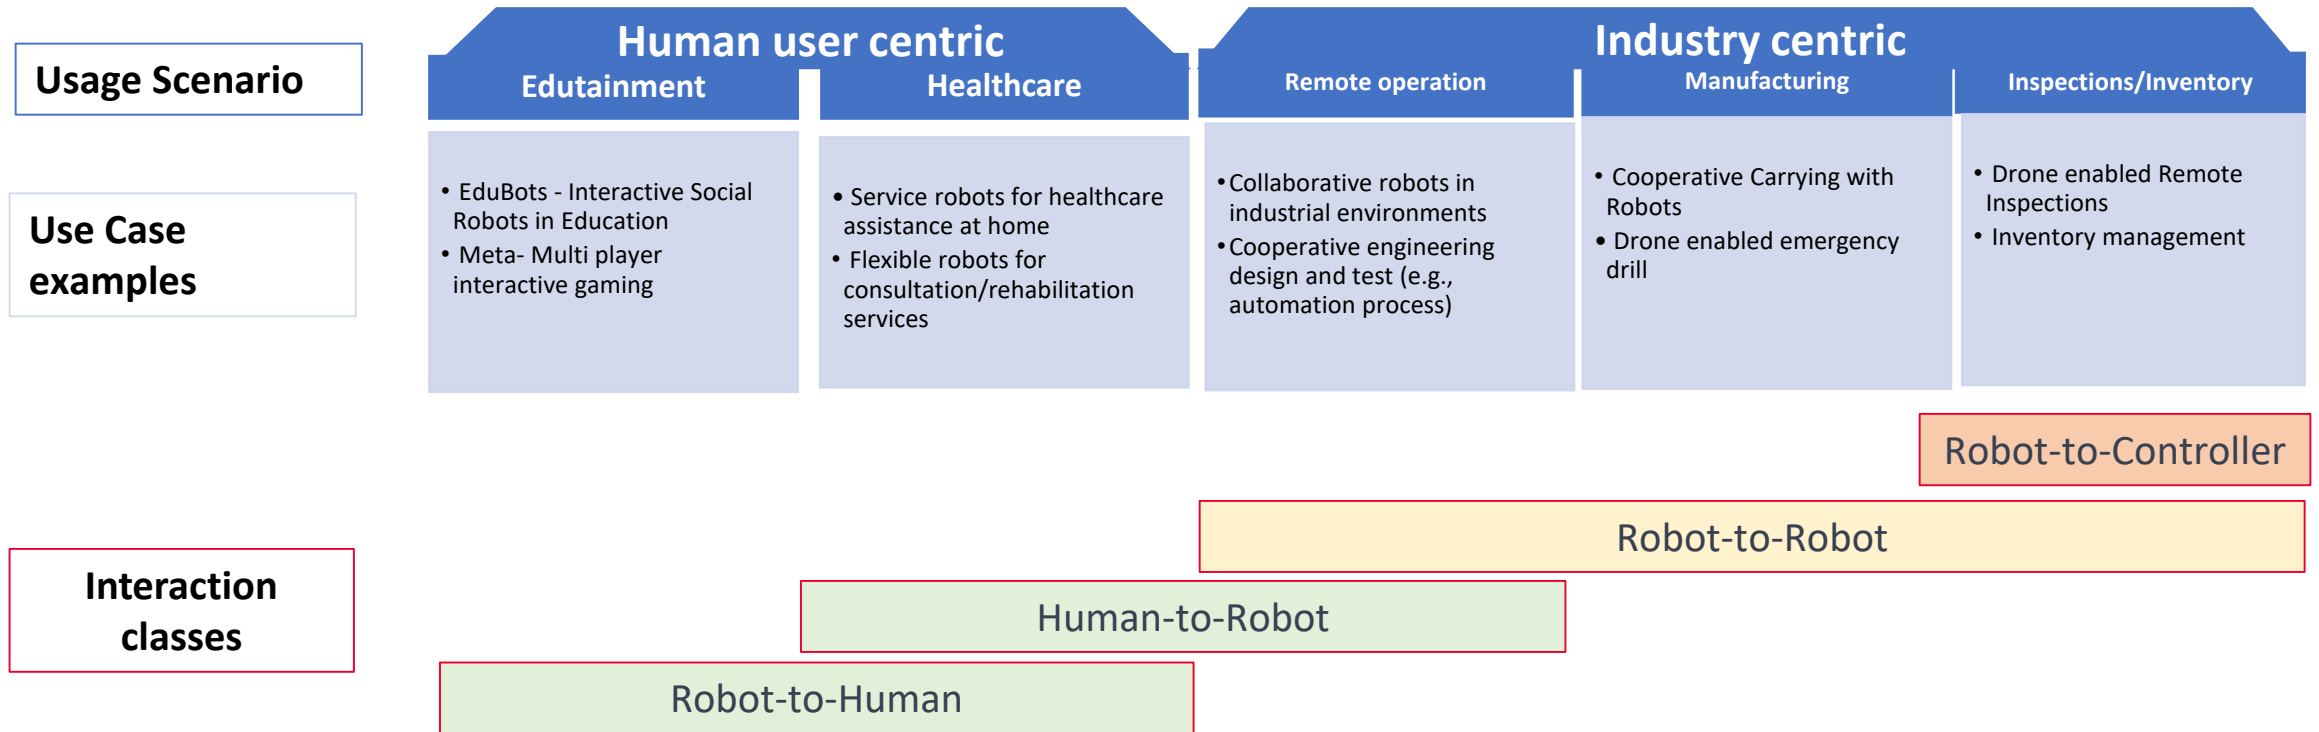 Human user centric
Industry centric
Usage Scenario
Edutainment
Healthcare
Remote operation
Manufacturing
Inspections/Inventory
Use Case
examples
• EduBots - Interactive Social
Robots in Education
• Meta- Multi player
interactive gaming
• Service robots for healthcare
assistance at home
• Flexible robots for
consultation/rehabilitation
services
• Collaborative robots in
industrial environments
• Cooperative engineering
design and test (e.g.,
automation process)
• Cooperative Carrying with
Robots
• Drone enabled emergency
drill
• Drone enabled Remote
Inspections
• Inventory management
Interaction
classes
Robot-to-Controller
Robot-to-Robot
Human-to-Robot
Robot-to-Human